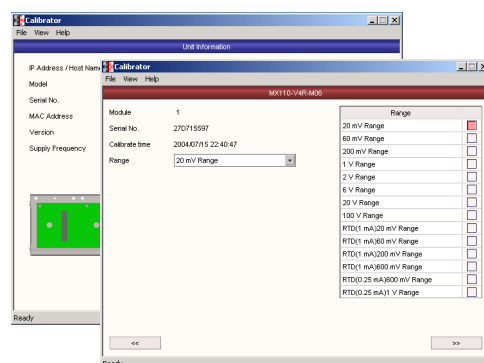 Calibrator
File View Help
Unit Information
IP Address / Host Name
Model
Serial No.
MAC Address
Version
Supply Frequency
Ready
Calibrator
File View Help
MX110-V4R-M06
Module 1
Serial No. 27D715597
Calibrate time 2004/07/15 22:40:47
Range 20 mV Range
Range
20 mV Range
60 mV Range
200 mV Range
1 V Range
2 V Range
6 V Range
20 V Range
100 V Range
RTD(1 mA)20 mV Range
RTD(1 mA)60 mV Range
RTD(1 mA)200 mV Range
RTD(1 mA)600 mV Range
RTD(0.25 mA)600 mV Range
RTD(0.25 mA)1 V Range
<< >>
Ready